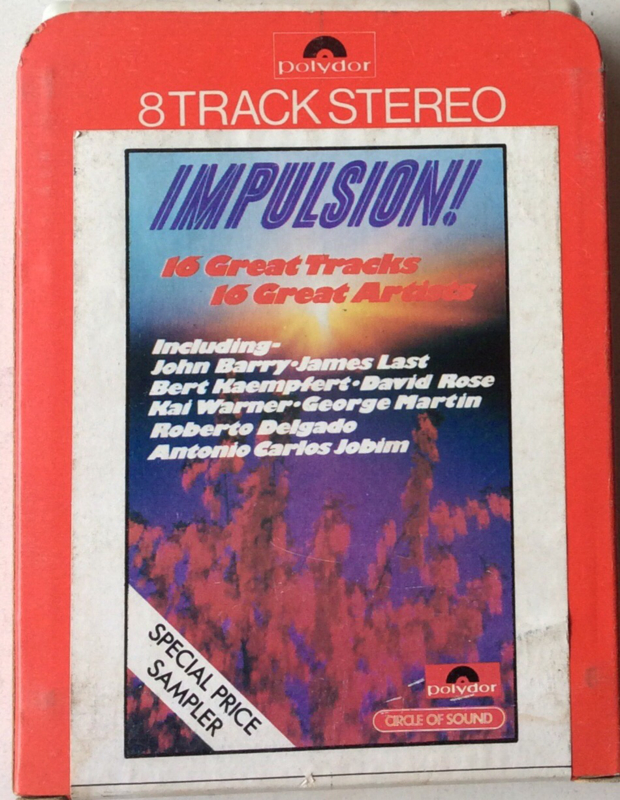 polydor
8 TRACK STEREO
IMPULSION!
16 Great Tracks
16 Great Artists
Including-
John Barry•James Last
Bert Kaempfert•David Rose
Kai Warner•George Martin
Roberto Delgado
Antonio Carlos Jobim
SPECIAL PRICE
SAMPLER
polydor
CIRCLE OF SOUND